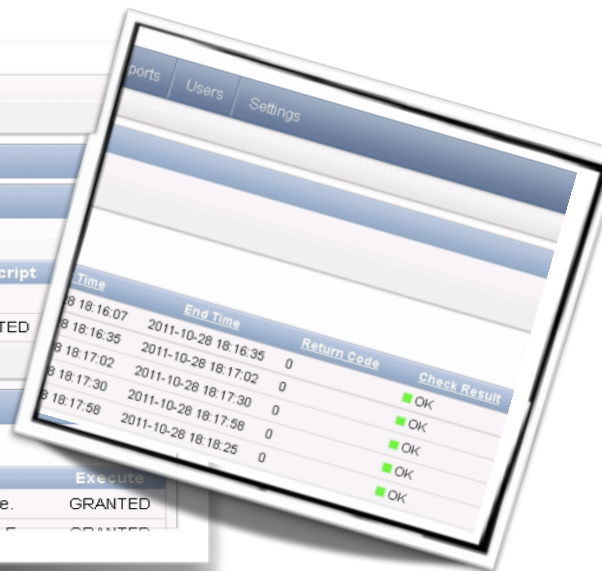 ports Users Settings
Time End Time Return Code Check Result
8 18:16:07 2011-10-28 18:16:35 0 OK
8 18:16:35 2011-10-28 18:17:02 0 OK
8 18:17:02 2011-10-28 18:17:30 0 OK
8 18:17:30 2011-10-28 18:17:58 0 OK
8 18:17:58 2011-10-28 18:18:25 0 OK
cript
TED
Execute
e. GRANTED
GRANTED